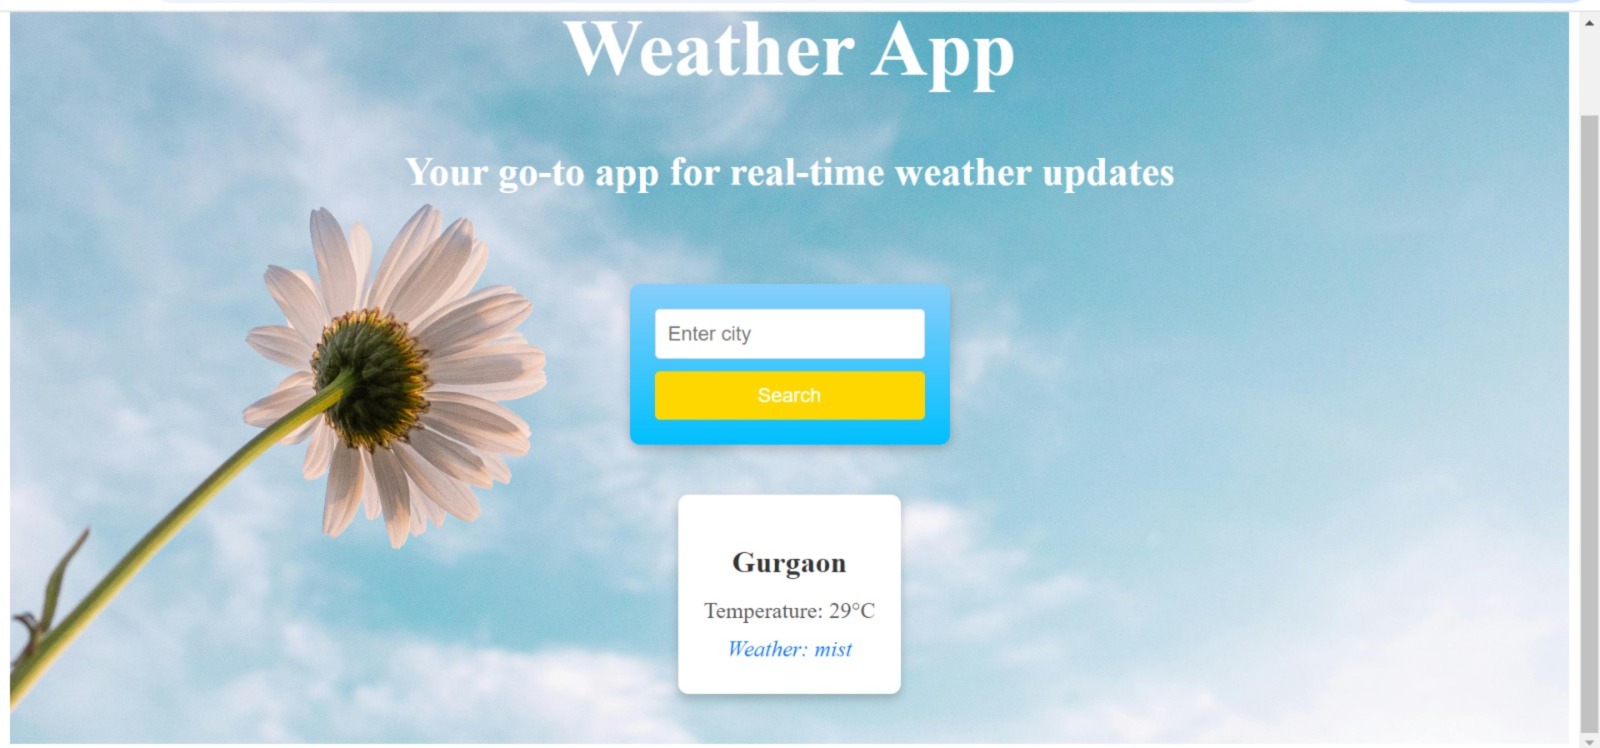 Weather App
Your go-to app for real-time weather updates
Enter city
Search
Gurgaon
Temperature: 29°C
Weather: mist